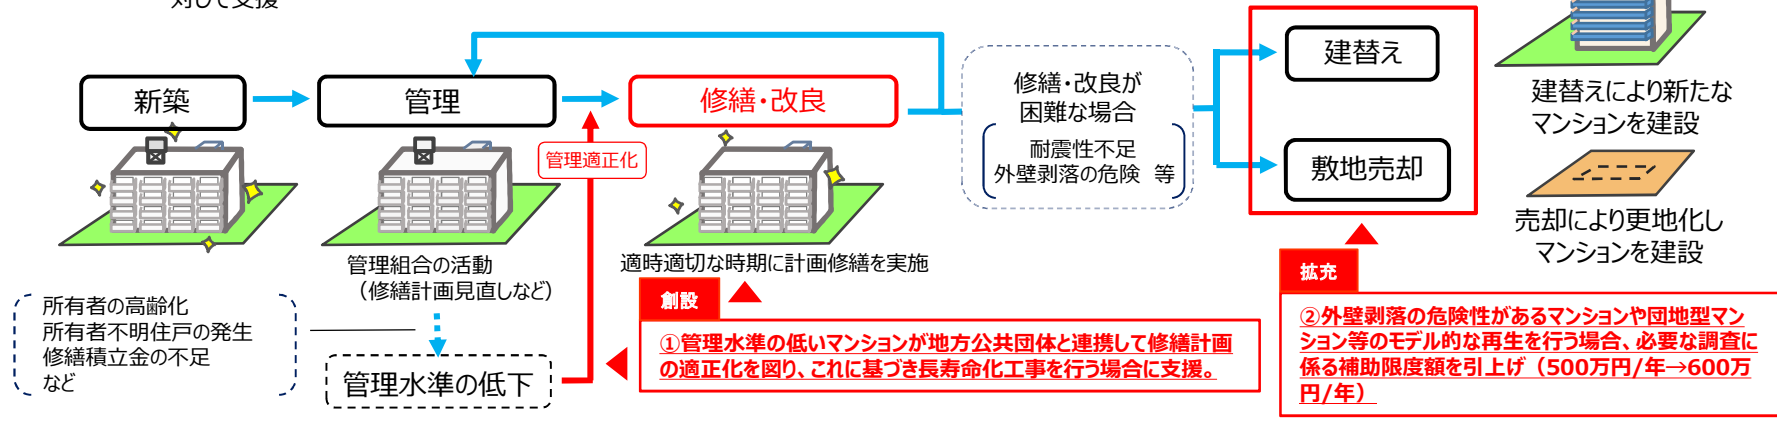 対して支援
新築
管理
修繕・改良
管理適正化
修繕・改良が
困難な場合
耐震性不足
外壁剥落の危険 等
建替え
敷地売却
建替えにより新たな
マンションを建設
売却により更地化し
マンションを建設
管理組合の活動
(修繕計画見直しなど)
適時適切な時期に計画修繕を実施
所有者の高齢化
所有者不明住戸の発生
修繕積立金の不足
など
管理水準の低下
創設
①管理水準の低いマンションが地方公共団体と連携して修繕計画
の適正化を図り、これに基づき長寿命化工事を行う場合に支援。
拡充
②外壁剥落の危険性があるマンションや団地型マン
ション等のモデル的な再生を行う場合、必要な調査に
係る補助限度額を引上げ（500万円/年→600万
円/年）